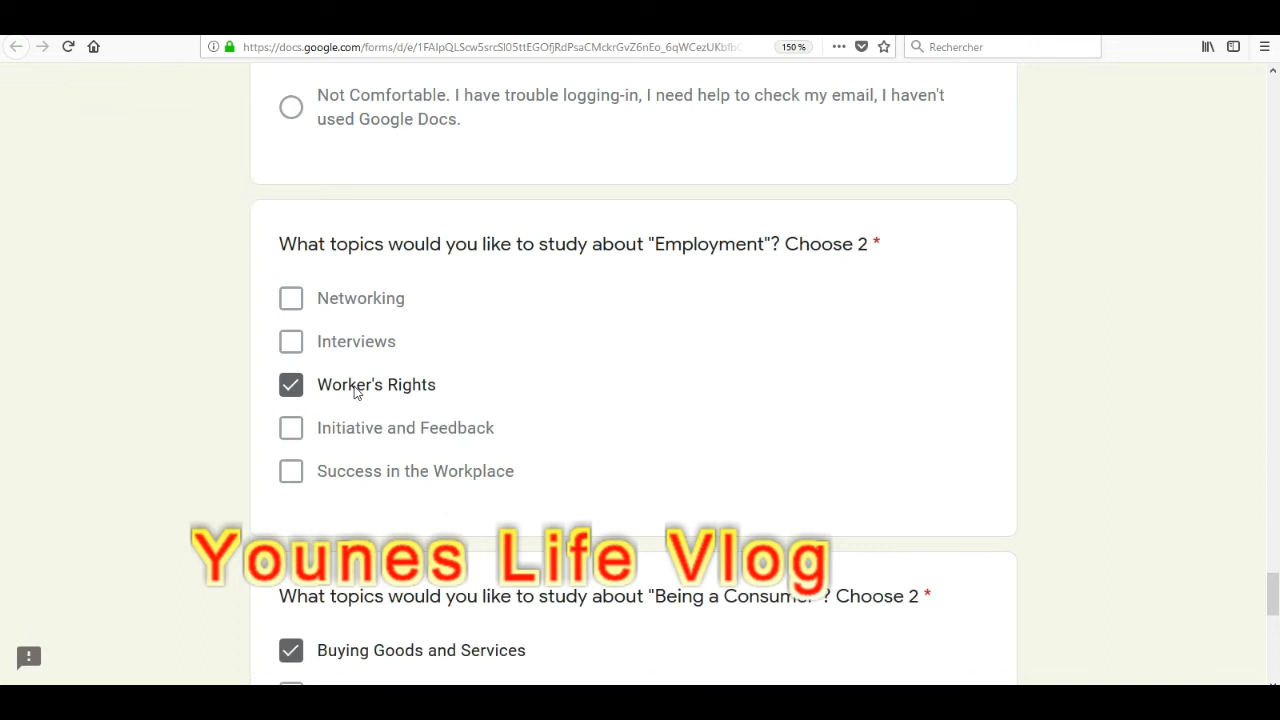 https://docs.google.com/forms/d/e/1FAIpQLScw5srcSl05ttEGOfjRdPsaCMckrGvZ6nEo_6qWCezUKbfbC
150 %
Rechercher
Not Comfortable. I have trouble logging-in, I need help to check my email, I haven't
used Google Docs.
What topics would you like to study about "Employment"? Choose 2 *
Networking
Interviews
Worker's Rights
Initiative and Feedback
Success in the Workplace
Younes Life Vlog
What topics would you like to study about "Being a Consumer"? Choose 2 *
Buying Goods and Services